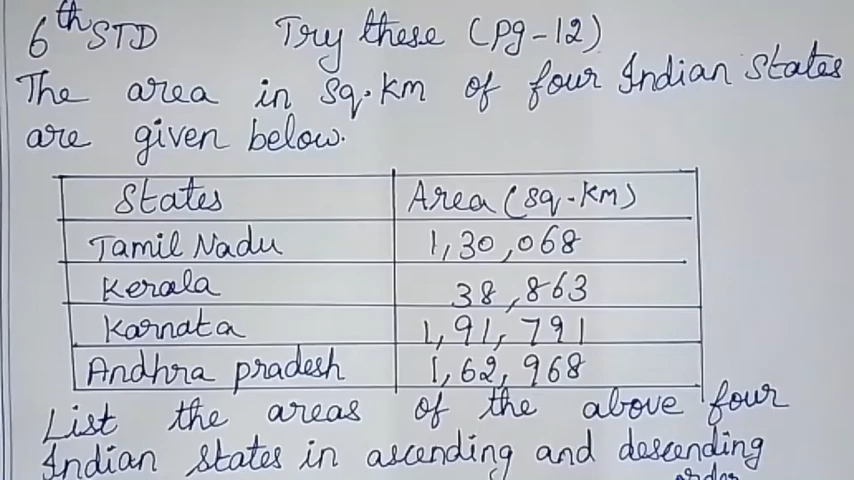 6th STD Try these (pg-12)
The area in sq.km of four Indian states
are given below.
States Area (sq.km)
Tamil Nadu 1,30,068
Kerala 38,863
Karnata 1,91,791
Andhra pradesh 1,62,968
List the areas of the above four
Indian states in ascending and descending
order